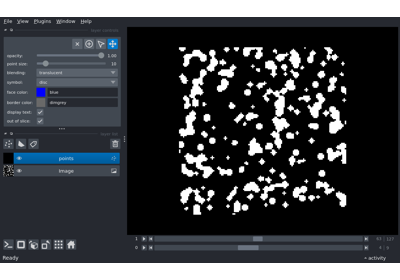 File View Plugins Window Help
opacity: 1.00
point size: 10
blending: translucent
symbol: disc
face color: blue
border color: dimgrey
display text: ✓
out of slice: ✓
points
Image
1
0
Ready
activity